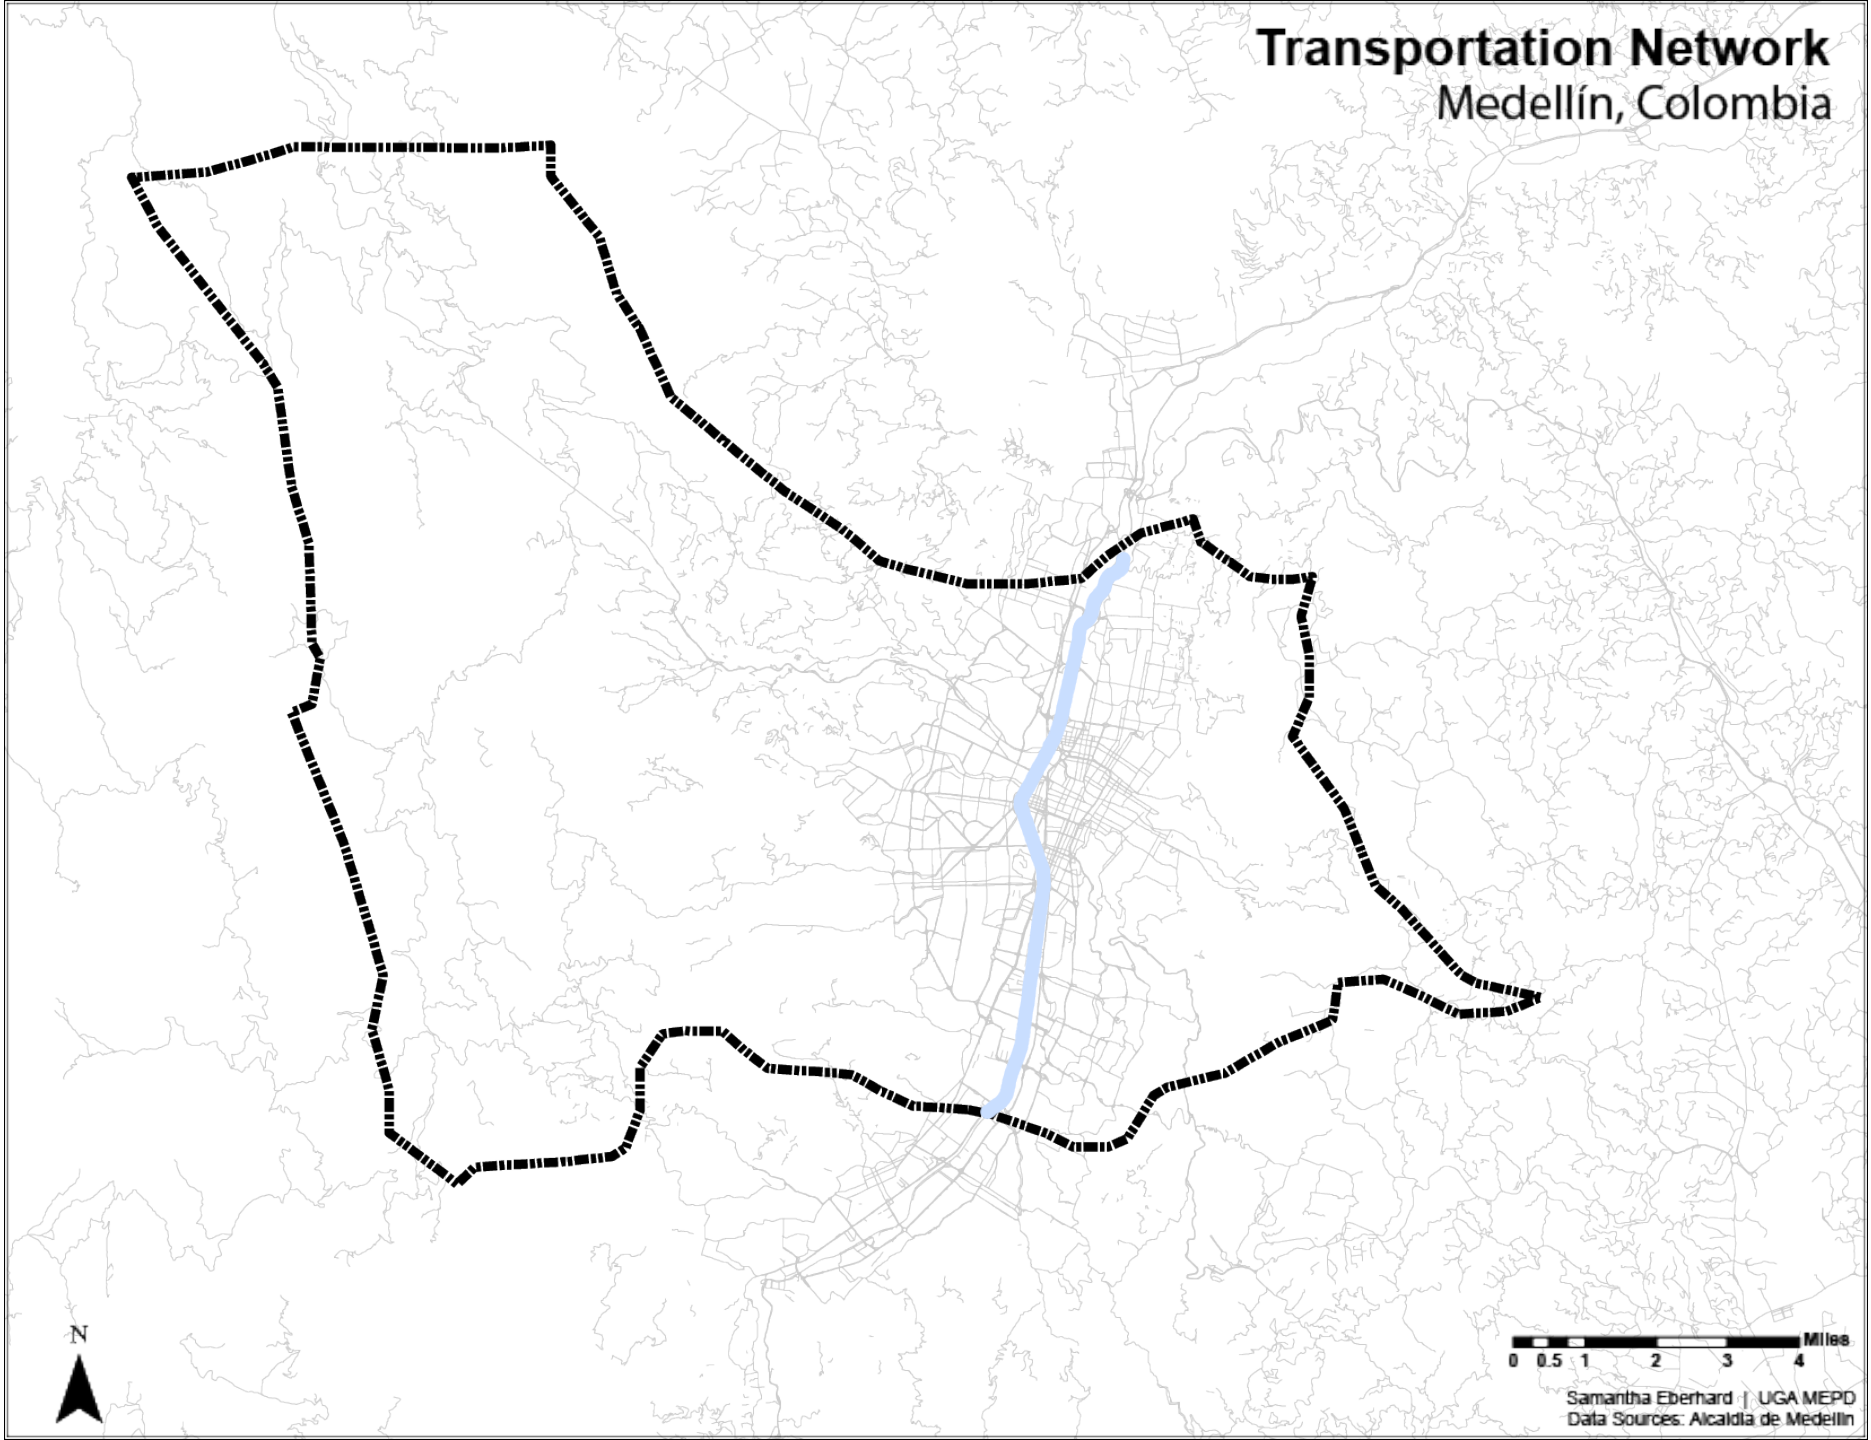 Transportation Network
Medellín, Colombia
N
Miles
0 0.5 1 2 3 4
Samantha Eberhard | UGA MEPD
Data Sources: Alcaldia de Medellin